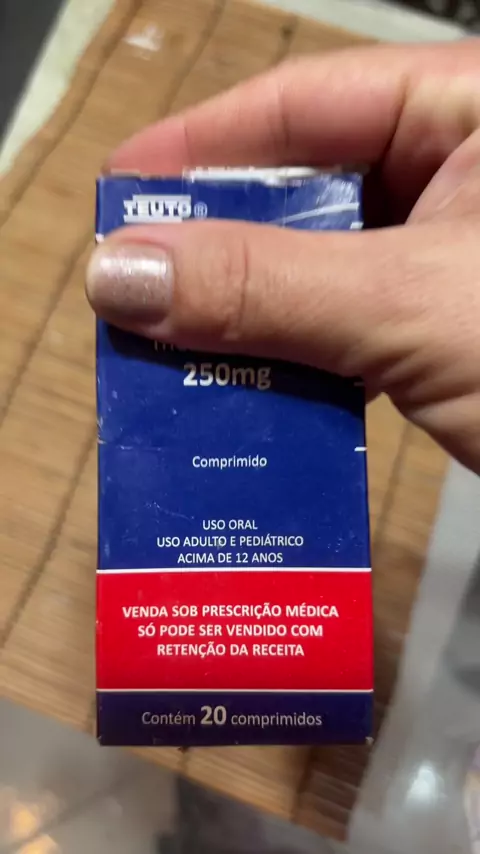 TEUTO®
250mg
Comprimido
USO ORAL
USO ADULTO E PEDIÁTRICO
ACIMA DE 12 ANOS
VENDA SOB PRESCRIÇÃO MÉDICA
SÓ PODE SER VENDIDO COM
RETENÇÃO DA RECEITA
Contém 20 comprimidos